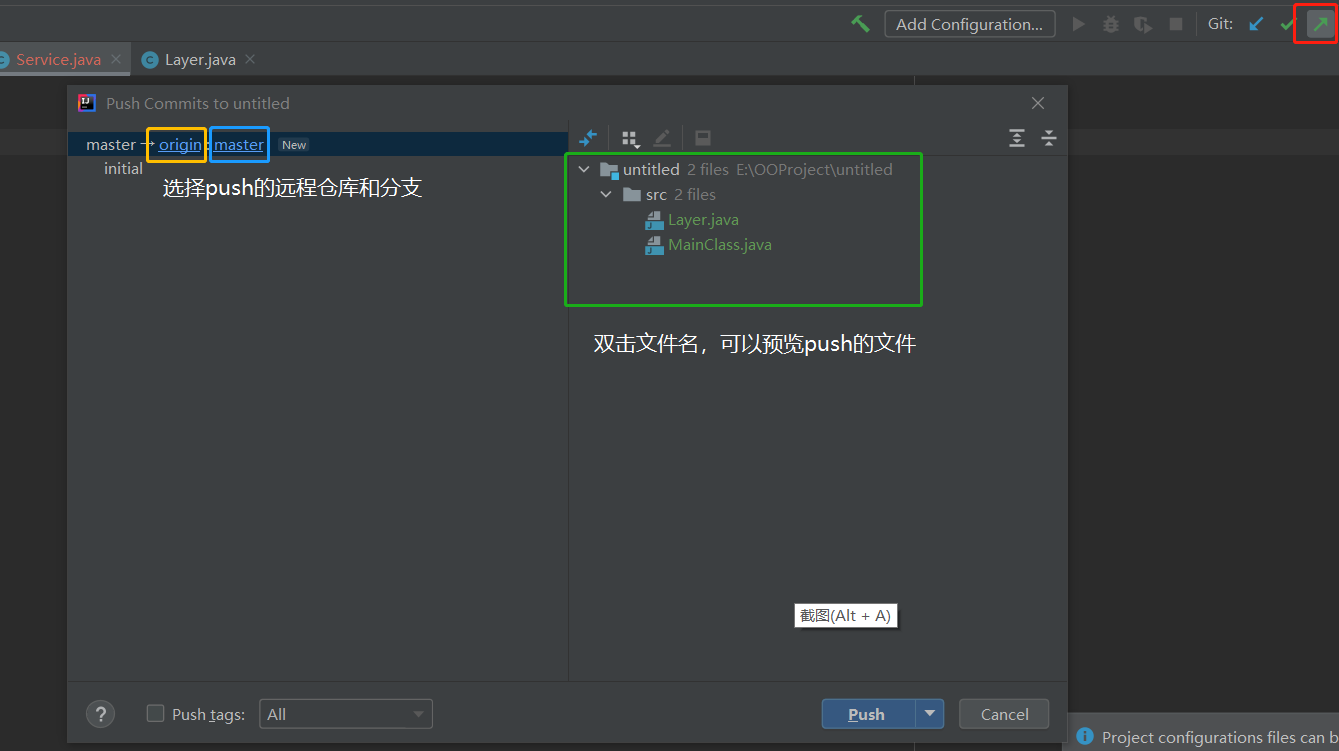 Add Configuration...
Git:
Service.java
Layer.java
Push Commits to untitled
master → origin : master New
initial
选择push的远程仓库和分支
untitled 2 files E:\OOProject\untitled
src 2 files
Layer.java
MainClass.java
双击文件名，可以预览push的文件
截图(Alt + A)
? Push tags: All
Push
Cancel
Project configurations files can b